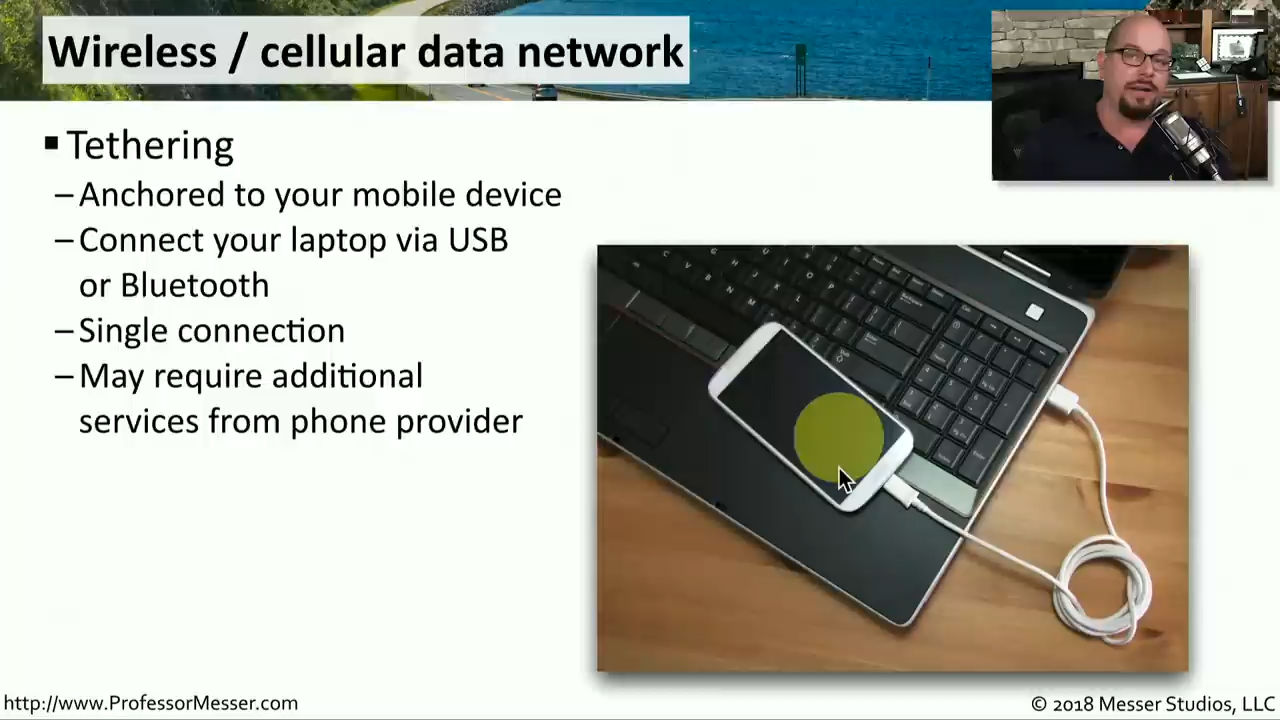 Wireless / cellular data network
▪ Tethering
– Anchored to your mobile device
– Connect your laptop via USB
or Bluetooth
– Single connection
– May require additional
services from phone provider
http://www.ProfessorMesser.com
© 2018 Messer Studios, LLC